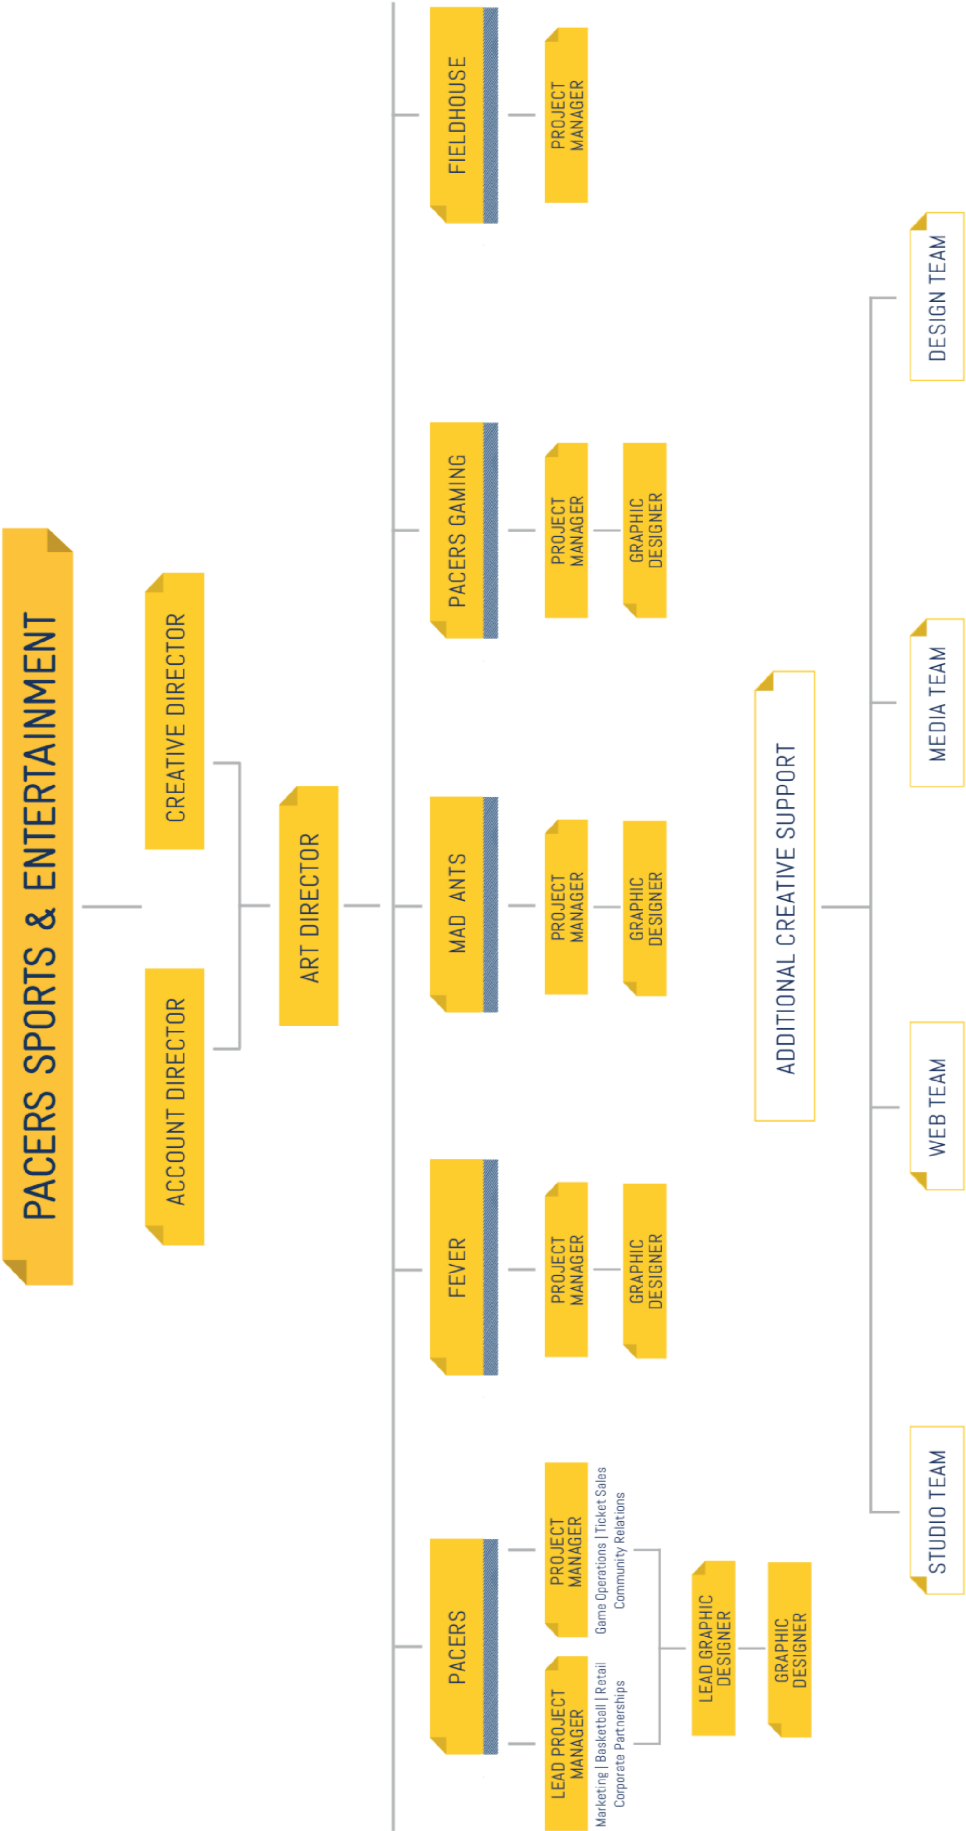 PACERS SPORTS & ENTERTAINMENT
ACCOUNT DIRECTOR
CREATIVE DIRECTOR
ART DIRECTOR
PACERS
FEVER
MAD ANTS
PACERS GAMING
FIELDHOUSE
LEAD PROJECT
MANAGER
Marketing | Basketball | Retail
Corporate Partnerships
PROJECT
MANAGER
Game Operations | Ticket Sales
Community Relations
LEAD GRAPHIC
DESIGNER
GRAPHIC
DESIGNER
PROJECT
MANAGER
GRAPHIC
DESIGNER
PROJECT
MANAGER
GRAPHIC
DESIGNER
PROJECT
MANAGER
GRAPHIC
DESIGNER
PROJECT
MANAGER
ADDITIONAL CREATIVE SUPPORT
STUDIO TEAM
WEB TEAM
MEDIA TEAM
DESIGN TEAM